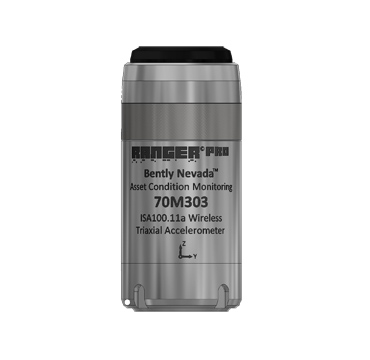 RANGER© PRO
Bently Nevada™
Asset Condition Monitoring
70M303
ISA100.11a Wireless
Triaxial Accelerometer
Z
Y